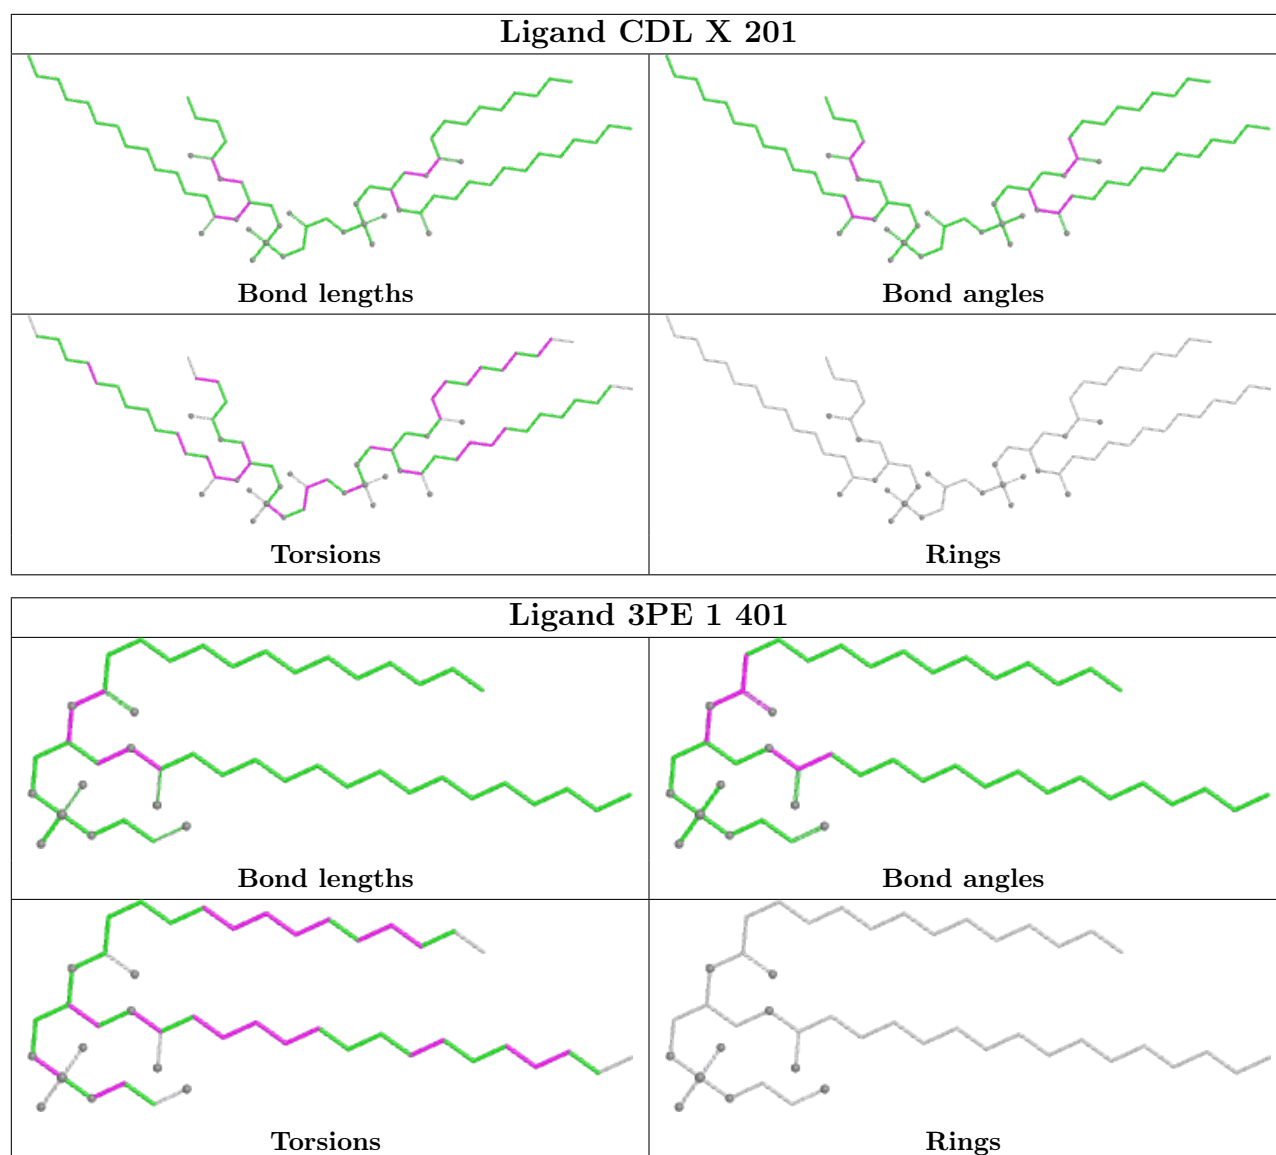 Ligand CDL X 201
Bond lengths
Bond angles
Torsions
Rings
Ligand 3PE 1 401
Bond lengths
Bond angles
Torsions
Rings